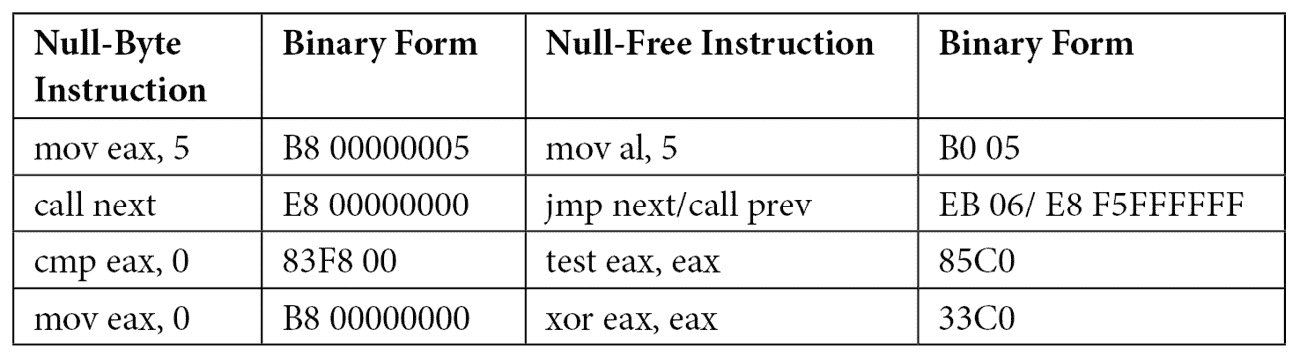 Null-Byte Instruction | Binary Form | Null-Free Instruction | Binary Form
mov eax, 5 | B8 00000005 | mov al, 5 | B0 05
call next | E8 00000000 | jmp next/call prev | EB 06/ E8 F5FFFFFF
cmp eax, 0 | 83F8 00 | test eax, eax | 85C0
mov eax, 0 | B8 00000000 | xor eax, eax | 33C0